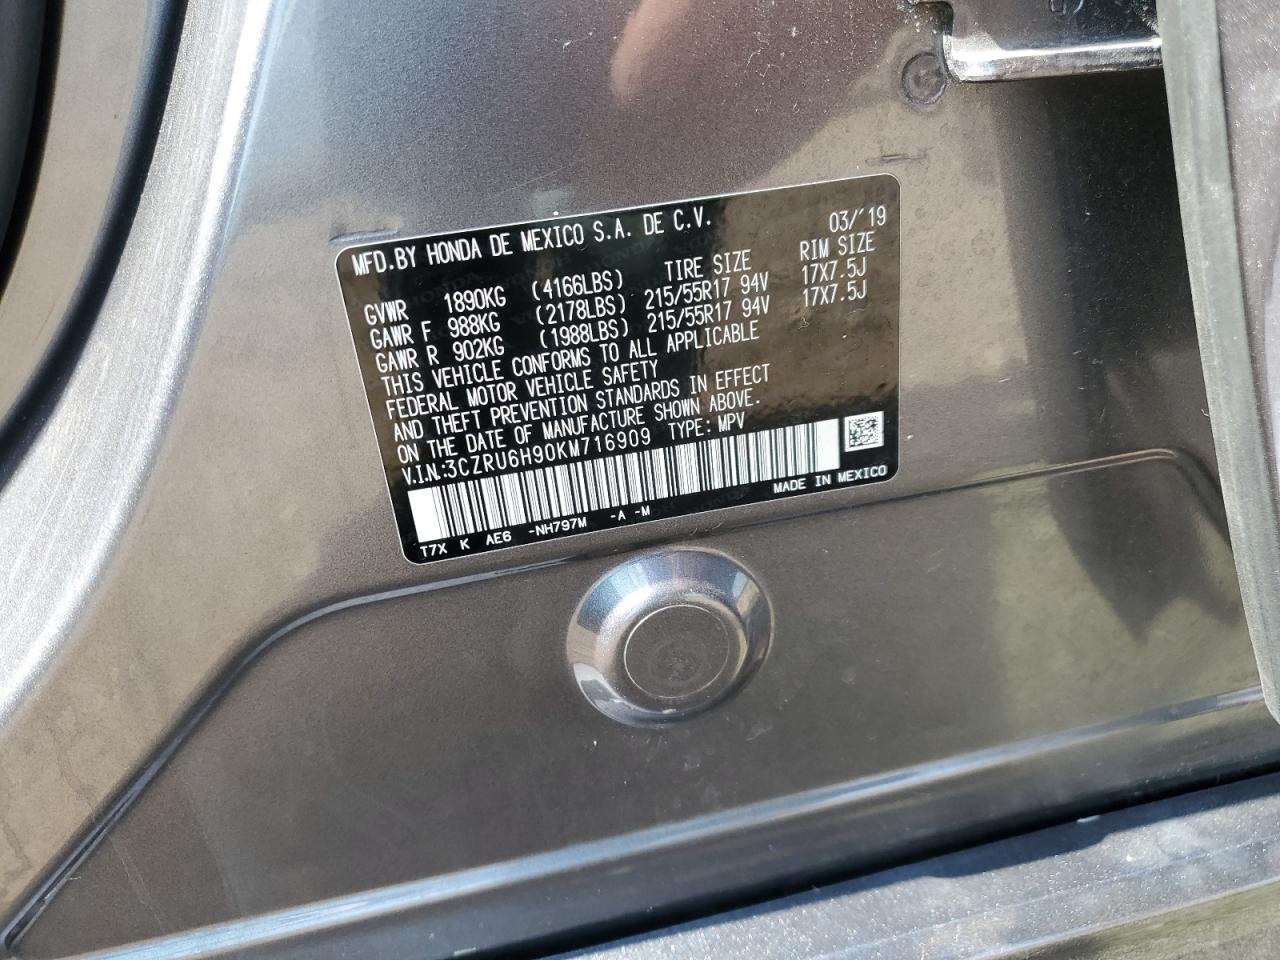 MFD.BY HONDA DE MEXICO S.A. DE C.V. 03/'19
TIRE SIZE RIM SIZE
GVWR 1890KG (4166LBS)
GAWR F 988KG (2178LBS) 215/55R17 94V 17X7.5J
GAWR R 902KG (1988LBS) 215/55R17 94V 17X7.5J
THIS VEHICLE CONFORMS TO ALL APPLICABLE
FEDERAL MOTOR VEHICLE SAFETY
AND THEFT PREVENTION STANDARDS IN EFFECT
ON THE DATE OF MANUFACTURE SHOWN ABOVE.
V.I.N.:3CZRU6H90KM716909 TYPE: MPV
T7X K AE6 -NH797M -A -M MADE IN MEXICO